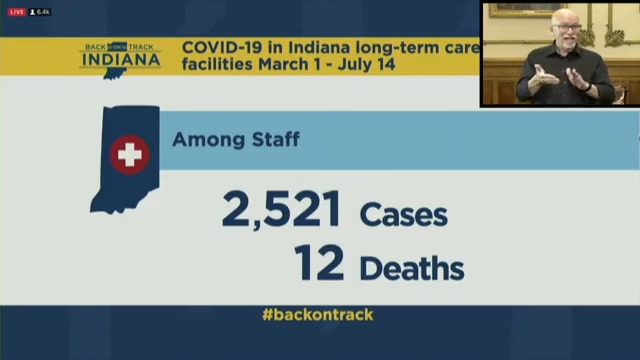 LIVE 6.4k
BACK ON TRACK
INDIANA
COVID-19 in Indiana long-term care
facilities March 1 - July 14
Among Staff
2,521 Cases
12 Deaths
#backontrack